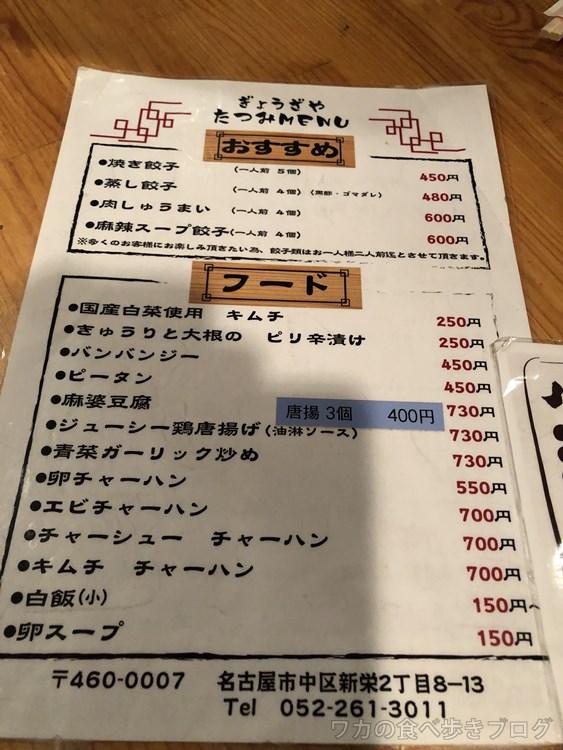 ぎょうざや
たつみMENU
おすすめ
●焼き餃子 (一人前 5個) 450円
●蒸し餃子 (一人前 4個) (黒酢・ゴマダレ) 480円
●肉しゅうまい (一人前 4個) 600円
●麻辣スープ餃子(一人前 4個) 600円
※多くのお客様にお楽しみ頂きたい為、餃子類はお一人様二人前迄とさせて頂きます。
フード
●国産白菜使用 キムチ 250円
●きゅうりと大根の ピリ辛漬け 250円
●バンバンジー 450円
●ピータン 450円
●麻婆豆腐 730円
唐揚 3個 400円
●ジューシー鶏唐揚げ(油淋ソース) 730円
●青菜ガーリック炒め 730円
●卵チャーハン 550円
●エビチャーハン 700円
●チャーシュー チャーハン 700円
●キムチ チャーハン 700円
●白飯(小) 150円~
●卵スープ 150円
〒460-0007 名古屋市中区新栄2丁目8-13
Tel 052-261-3011
ワカの食べ歩きブログ